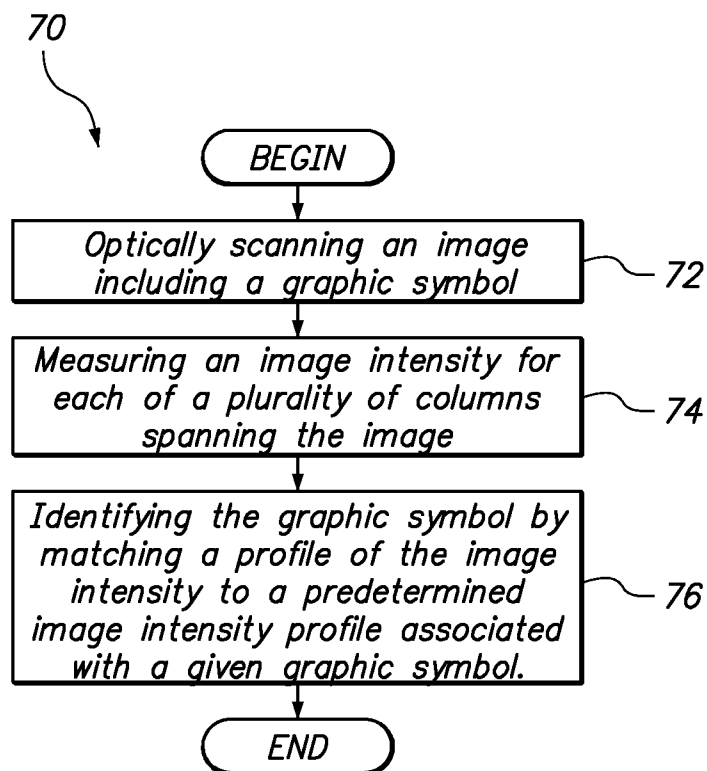 70
BEGIN
Optically scanning an image
including a graphic symbol
72
Measuring an image intensity for
each of a plurality of columns
spanning the image
74
Identifying the graphic symbol by
matching a profile of the image
intensity to a predetermined
image intensity profile associated
with a given graphic symbol.
76
END